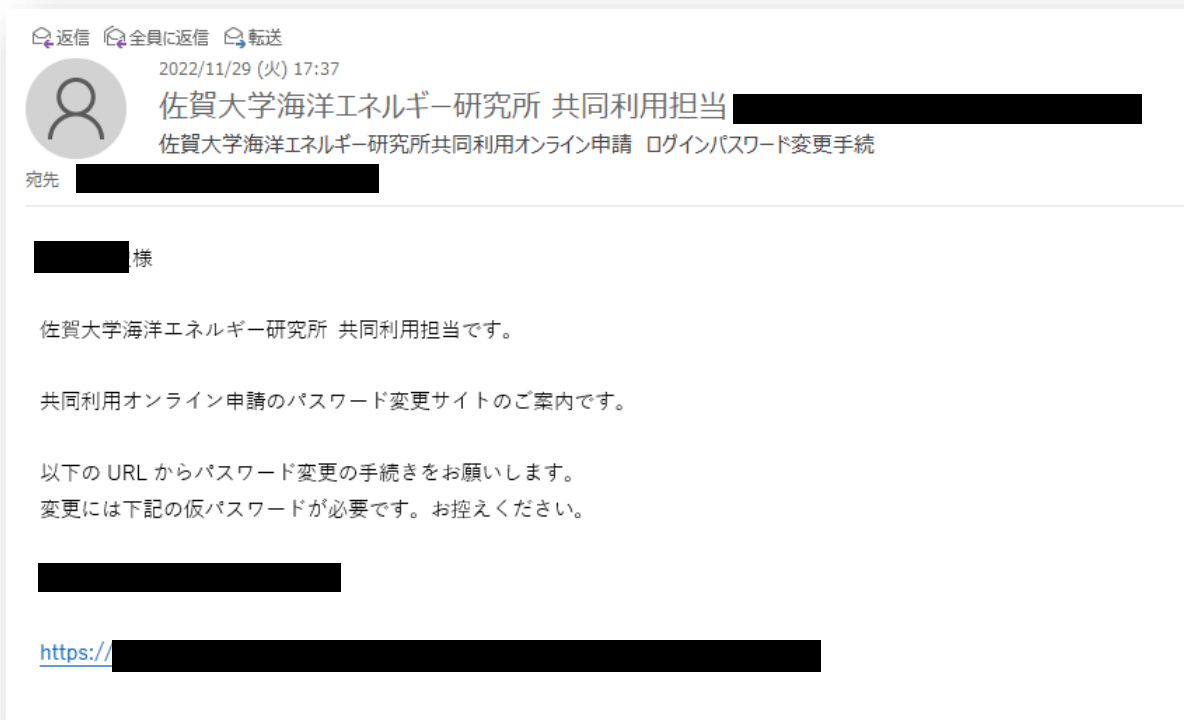 返信 全員に返信 転送
2022/11/29 (火) 17:37
佐賀大学海洋エネルギー研究所 共同利用担当
佐賀大学海洋エネルギー研究所共同利用オンライン申請 ログインパスワード変更手続
宛先
様
佐賀大学海洋エネルギー研究所 共同利用担当です。
共同利用オンライン申請のパスワード変更サイトのご案内です。
以下の URL からパスワード変更の手続きをお願いします。
変更には下記の仮パスワードが必要です。お控えください。
https://